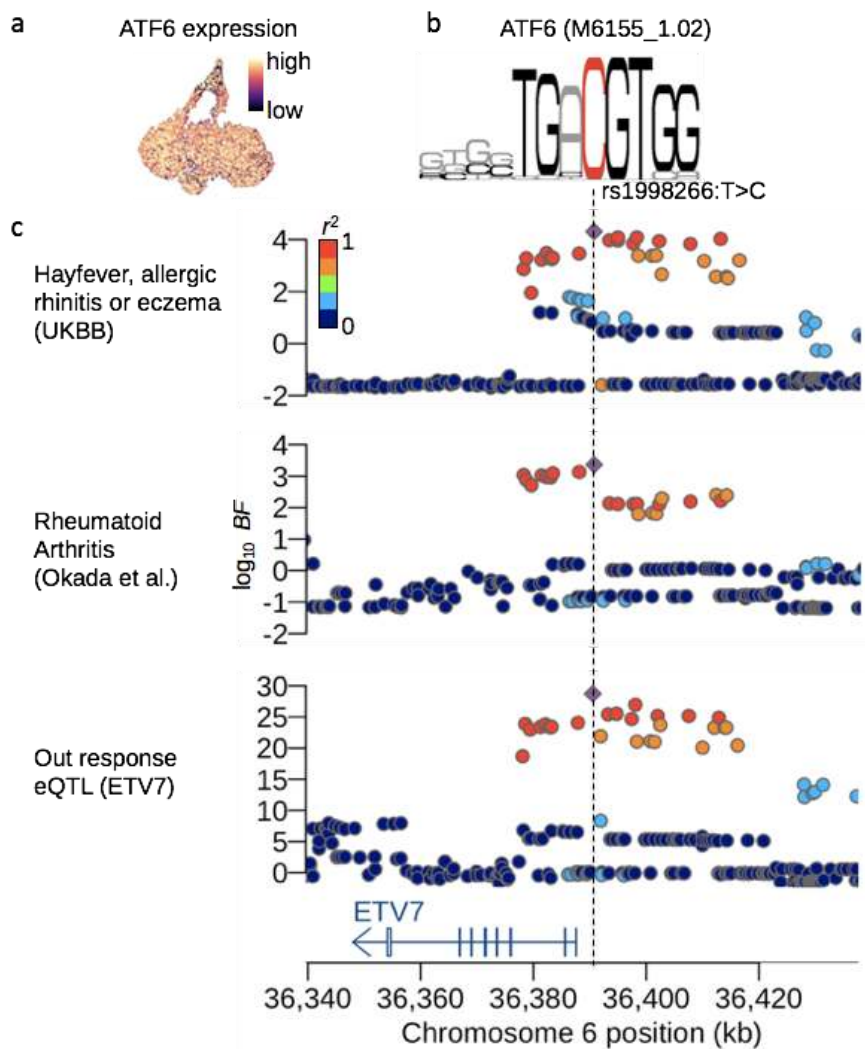 a
ATF6 expression
high
low
b
ATF6 (M6155_1.02)
TGACGTGG
rs1998266:T>C
c
r²
1
0
Hayfever, allergic
rhinitis or eczema
(UKBB)
4
2
0
-2
Rheumatoid
Arthritis
(Okada et al.)
log₁₀ BF
4
3
2
1
0
-1
-2
Out response
eQTL (ETV7)
30
25
20
15
10
5
0
ETV7
36,340 36,360 36,380 36,400 36,420
Chromosome 6 position (kb)